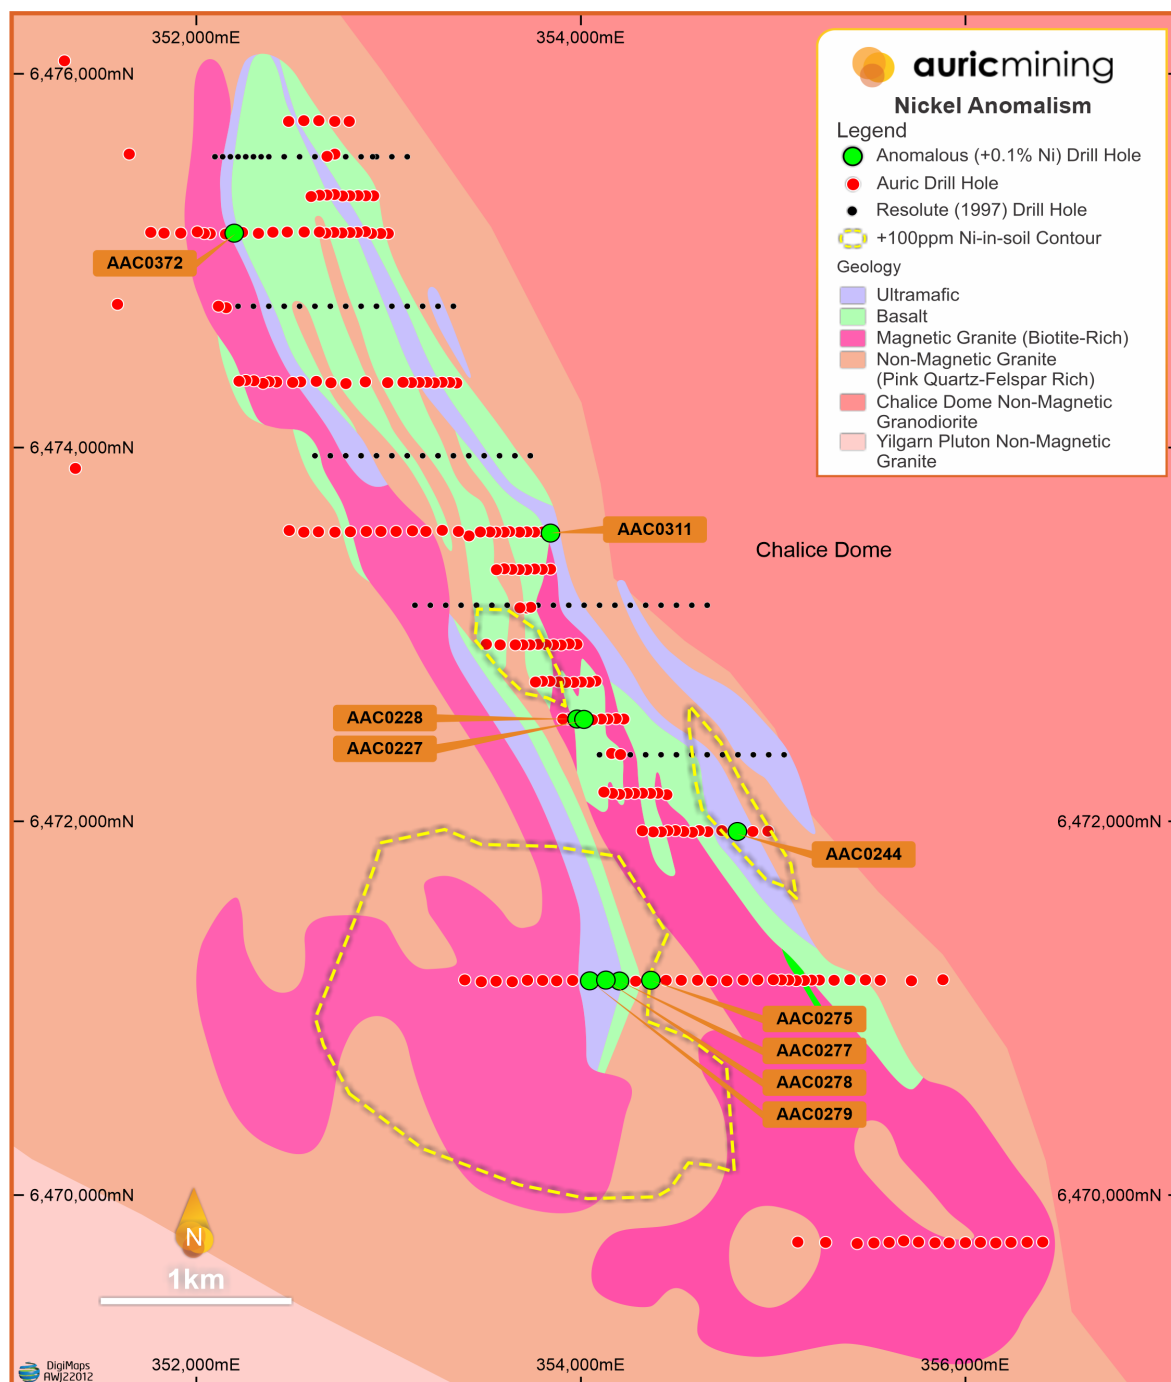 352,000mE
354,000mE
6,476,000mN
auricmining
Nickel Anomalism
Legend
Anomalous (+0.1% Ni) Drill Hole
Auric Drill Hole
Resolute (1997) Drill Hole
+100ppm Ni-in-soil Contour
Geology
Ultramafic
Basalt
Magnetic Granite (Biotite-Rich)
Non-Magnetic Granite
(Pink Quartz-Felspar Rich)
Chalice Dome Non-Magnetic
Granodiorite
Yilgarn Pluton Non-Magnetic
Granite
AAC0372
6,474,000mN
AAC0311
Chalice Dome
AAC0228
AAC0227
6,472,000mN
6,472,000mN
AAC0244
AAC0275
AAC0277
AAC0278
AAC0279
6,470,000mN
6,470,000mN
N
1km
352,000mE
354,000mE
356,000mE
DigiMaps
AWJ22012